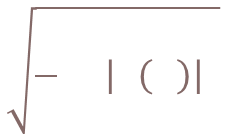 √ − | ( ) |